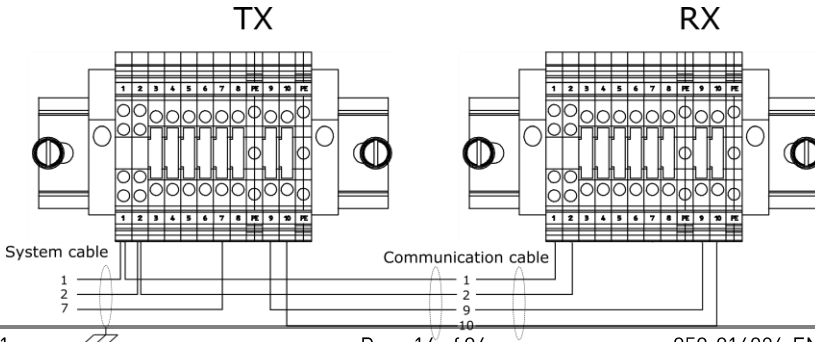 TX RX
1 2 3 4 5 6 7 8 PE 9 10 PE 1 2 3 4 5 6 7 8 PE 9 10 PE
1 2 3 4 5 6 7 8 PE 9 10 PE 1 2 3 4 5 6 7 8 PE 9 10 PE
System cable Communication cable
1 1
2 2
7 9
10